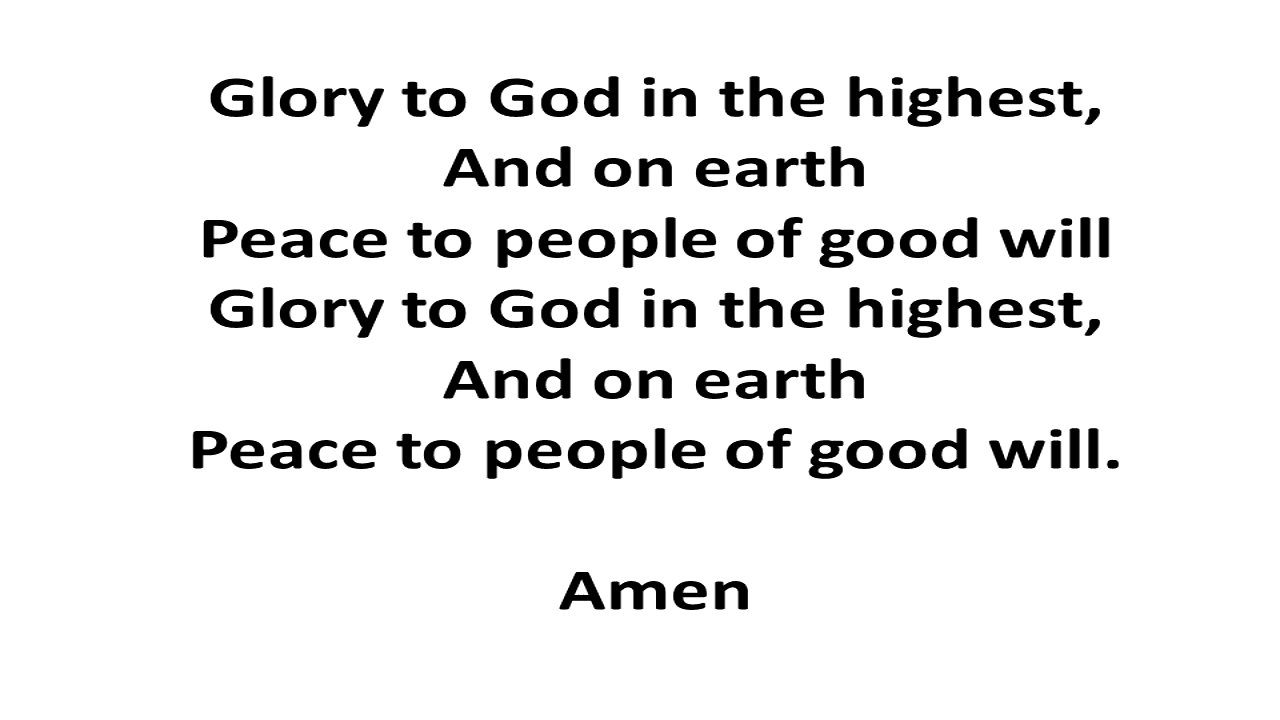 Glory to God in the highest,
And on earth
Peace to people of good will
Glory to God in the highest,
And on earth
Peace to people of good will.
Amen